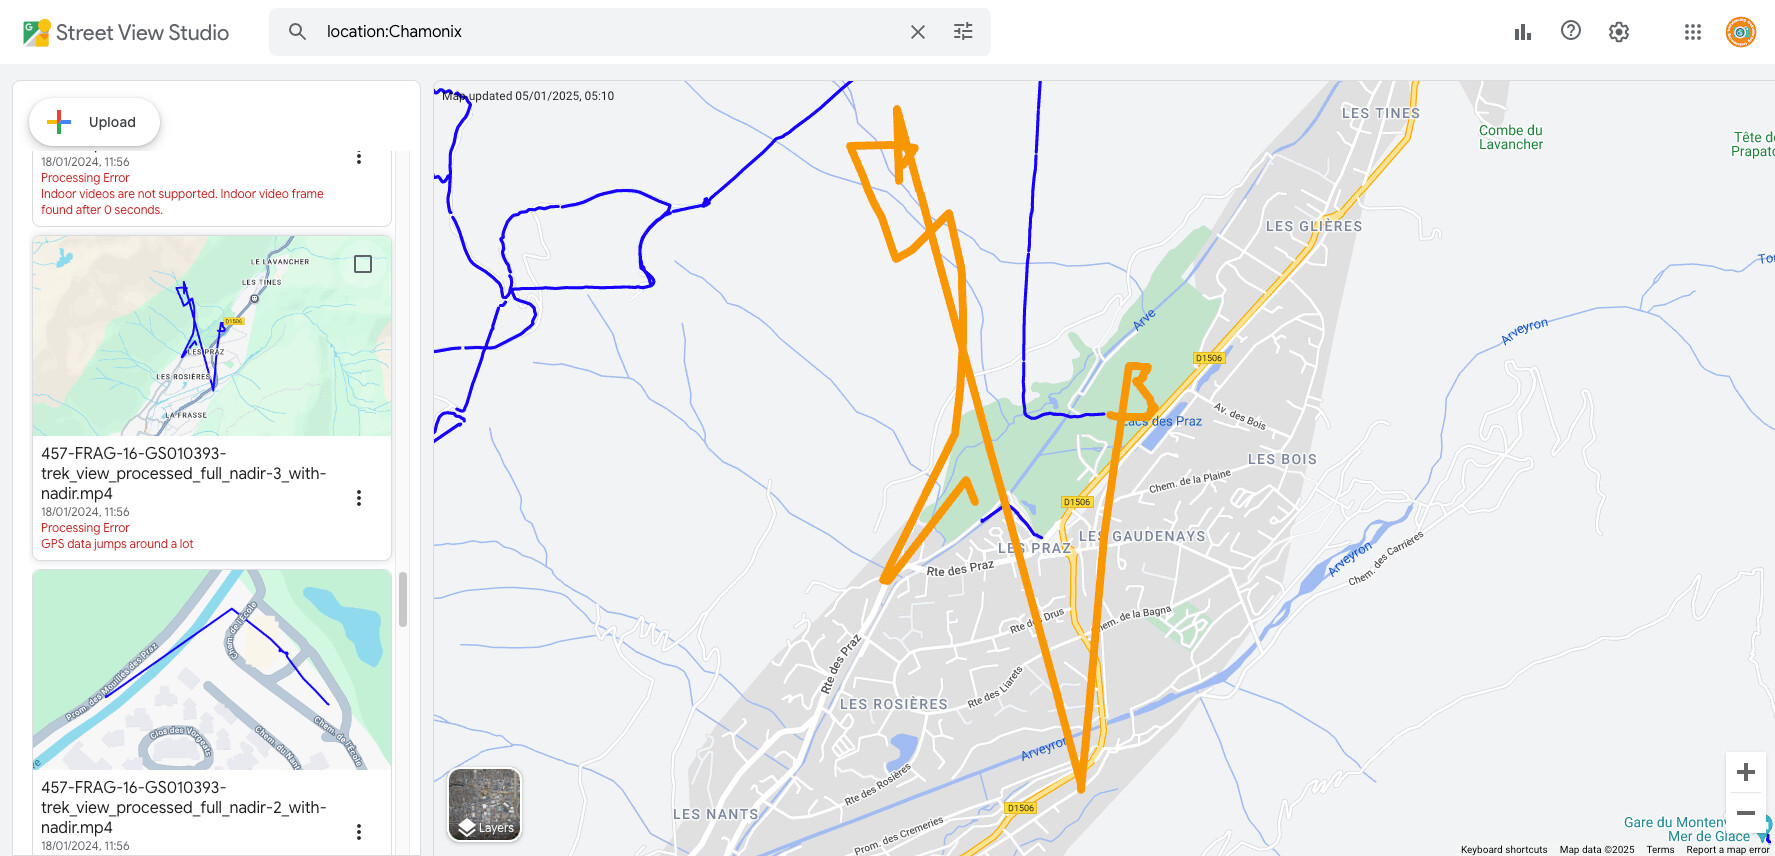 Street View Studio
location:Chamonix
Upload
18/01/2024, 11:56
Processing Error
Indoor videos are not supported. Indoor video frame
found after 0 seconds.
LE LAVANCHER
LES TINES
D1506
LES PRAZ
LES ROSIÈRES
LA FRASSE
457-FRAG-16-GS010393-
trek_view_processed_full_nadir-3_with-
nadir.mp4
18/01/2024, 11:56
Processing Error
GPS data jumps around a lot
Chem. de l'École
Prom. des Mouilles des Praz
Clos des Vorgeats
Chem. du Nant
Chem. de l'École
457-FRAG-16-GS010393-
trek_view_processed_full_nadir-2_with-
nadir.mp4
18/01/2024, 11:56
Map updated 05/01/2025, 05:10
LES TINES
Combe du
Lavancher
Tête de
Prapato
LES GLIÈRES
Arve
Arveyron
D1506
Lacs des Praz
Av. des Bois
LES BOIS
Chem. de la Plaine
D1506
LES PRAZ
LES GAUDENAYS
Rte des Praz
Arveyron
Chem. des Carrières
Rte des Drus
Chem. de la Bagna
Rte des Praz
Rte des Liarets
LES ROSIÈRES
Arveyron
Rte des Rosières
LES NANTS
D1506
Prom. des Cremeries
Layers
Gare du Montenv
Mer de Glace
Keyboard shortcuts
Map data ©2025
Terms
Report a map error